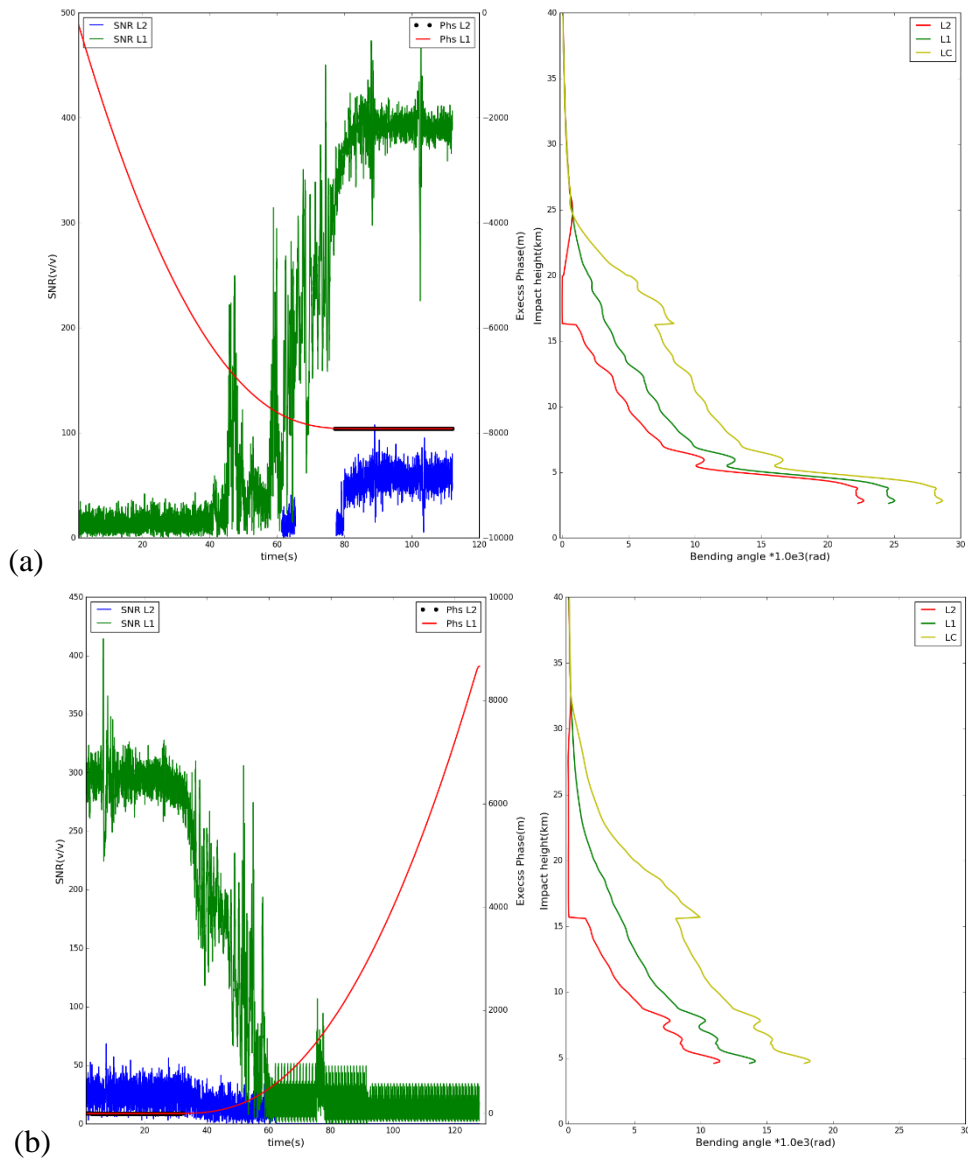 SNR L2
SNR L1
Phs L2
Phs L1
500
400
300
200
100
0
SNR(v/v)
0
−2000
−4000
−6000
−8000
−10000
Execss Phase(m)
20
40
60
80
100
120
time(s)
L2
L1
LC
40
35
30
25
20
15
10
5
0
Impact height(km)
0
5
10
15
20
25
30
Bending angle *1.0e3(rad)
(a)
SNR L2
SNR L1
Phs L2
Phs L1
450
400
350
300
250
200
150
100
50
0
SNR(v/v)
10000
8000
6000
4000
2000
0
Execss Phase(m)
20
40
60
80
100
120
time(s)
L2
L1
LC
40
35
30
25
20
15
10
5
0
Impact height(km)
0
5
10
15
20
25
30
Bending angle *1.0e3(rad)
(b)